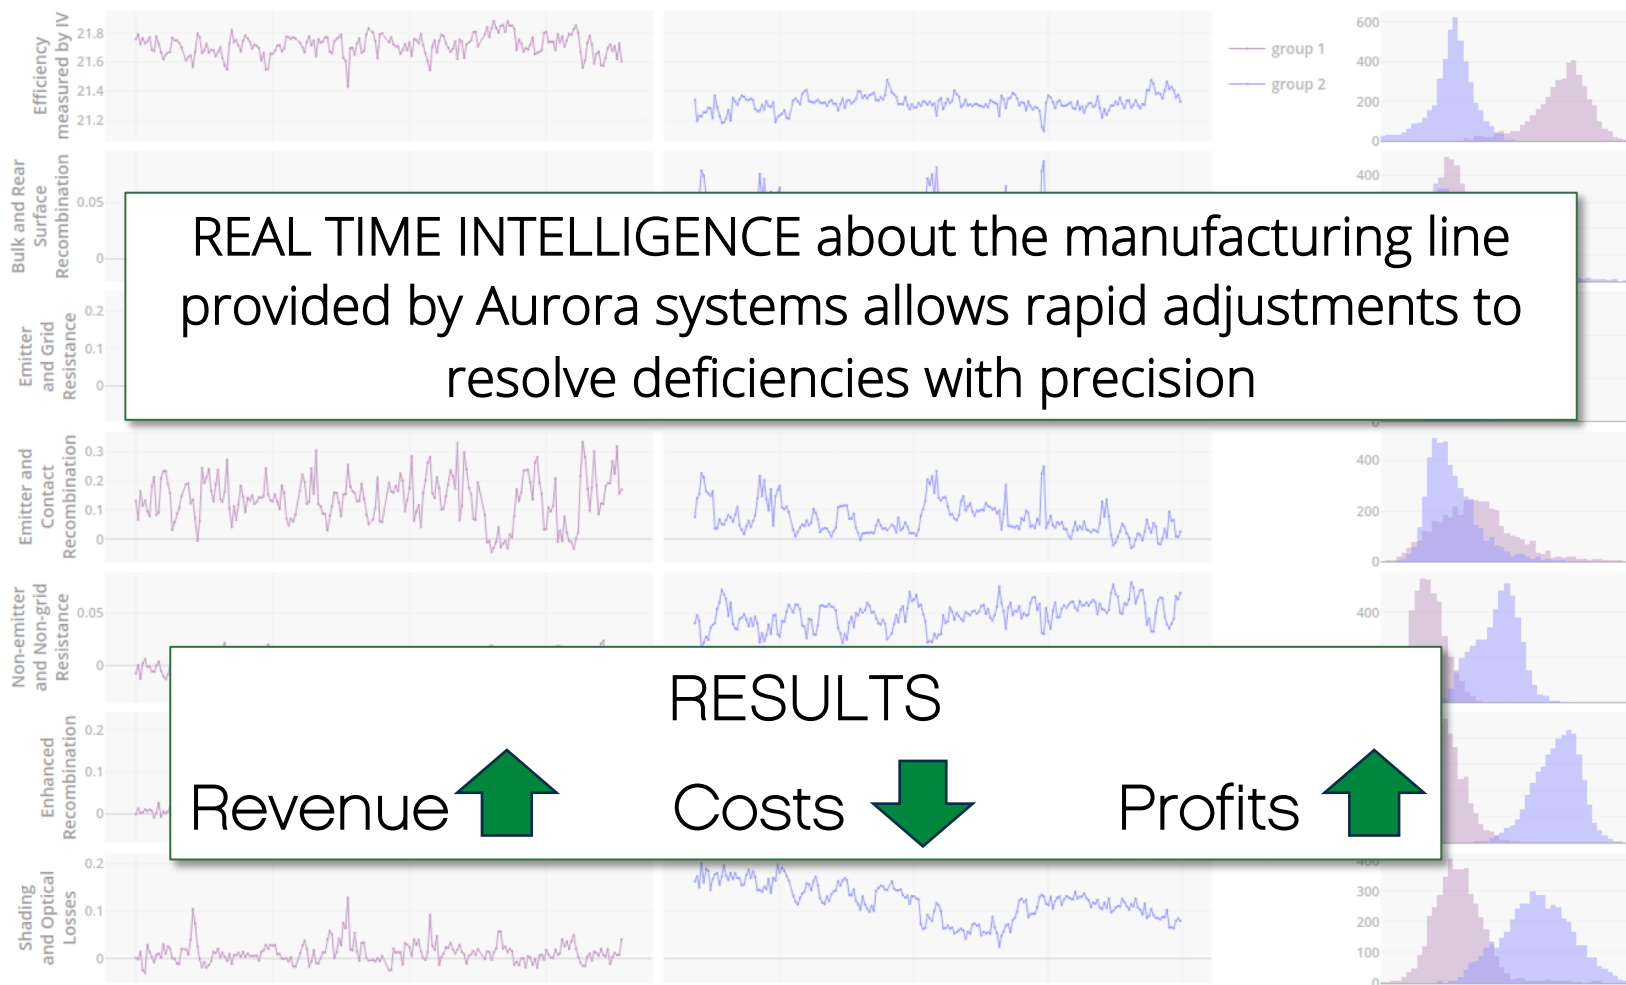 Efficiency
measured by IV
21.8
21.6
21.4
21.2
group 1
group 2
600
400
200
0
Bulk and Rear
Surface
Recombination
0.05
0
400
REAL TIME INTELLIGENCE about the manufacturing line
provided by Aurora systems allows rapid adjustments to
resolve deficiencies with precision
Emitter
and Grid
Resistance
0.2
0.1
0
0
Emitter and
Contact
Recombination
0.3
0.2
0.1
0
400
200
0
Non-emitter
and Non-grid
Resistance
0.05
0
400
RESULTS
Revenue Costs Profits
Enhanced
Recombination
0.2
0.1
0
Shading
and Optical
Losses
0.2
0.1
0
400
300
200
100
0